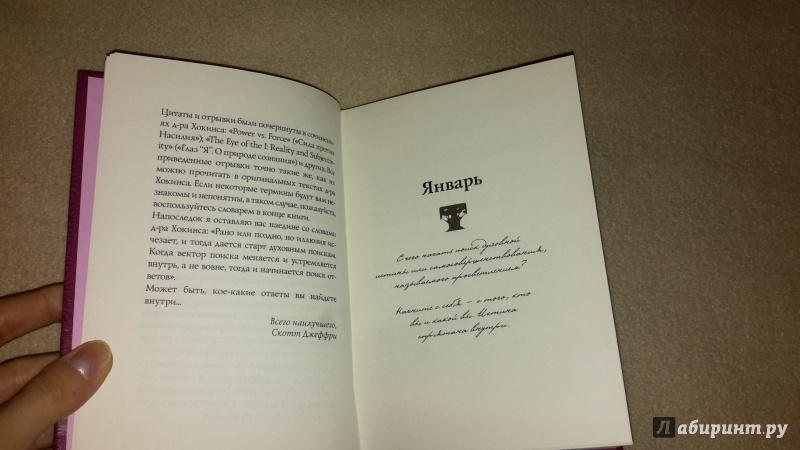 Цитаты и отрывки были почерпнуты в сочинени-
ях д-ра Хокинса: «Power vs. Force» («Сила против
Насилия»); «The Eye of the I: Reality and Subjectiv-
ity» («Глаз "Я". О природе сознания») и других. Все
приведенные отрывки точно такие же, как их
можно прочитать в оригинальных текстах д-ра
Хокинса. Если некоторые термины будут вам не-
знакомы и непонятны, в таком случае, пожалуйста,
воспользуйтесь словарем в конце книги.
Напоследок я оставляю вас наедине со словами
д-ра Хокинса: «Рано или поздно, но иллюзия ис-
чезает, и тогда дается старт духовным поискам.
Когда вектор поиска меняется и устремляется
внутрь, а не вовне, тогда и начинается поиск от-
ветов».
Может быть, кое-какие ответы вы найдете
внутри...
Всего наилучшего,
Скотт Джеффри
Январь
С чего начать поиск духовной
истины или самосовершенствования,
называемого просветлением?
Начните с себя — с того, кто
вы и какой вы. Истина
спрятана внутри.
Лабиринт.ру